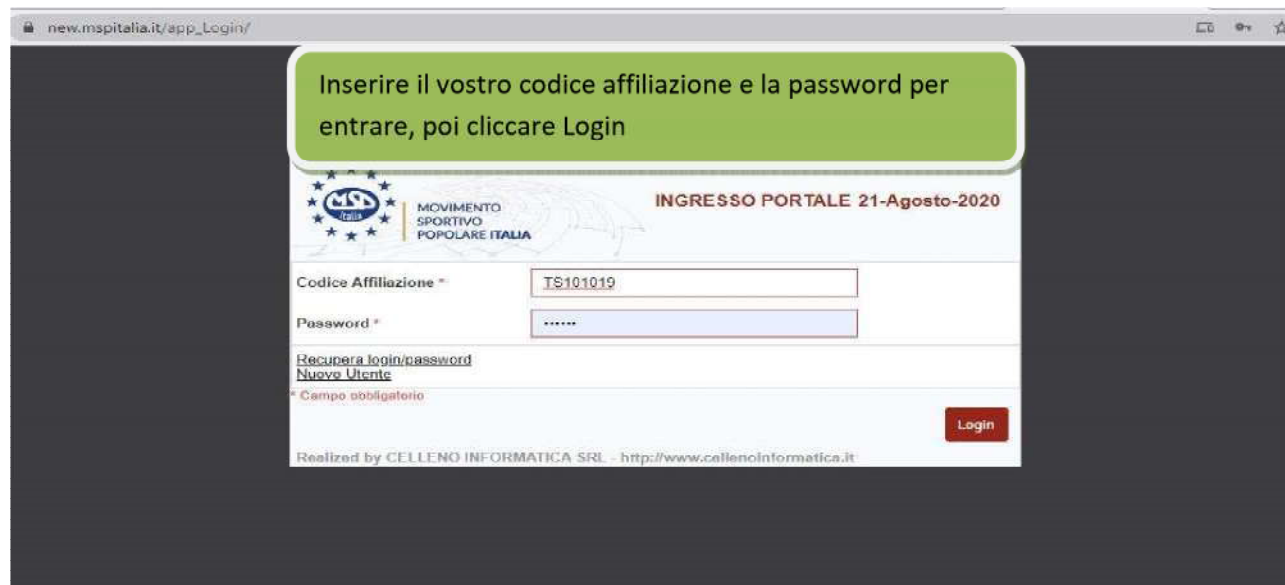 new.mspitalia.it/app_Login/
Inserire il vostro codice affiliazione e la password per
entrare, poi cliccare Login
MSP
Italia
MOVIMENTO
SPORTIVO
POPOLARE ITALIA
INGRESSO PORTALE 21-Agosto-2020
Codice Affiliazione *
TS101019
Password *
••••••
Recupera login/password
Nuovo Utente
* Campo obbligatorio
Login
Realized by CELLENO INFORMATICA SRL - http://www.cellenoinformatica.it